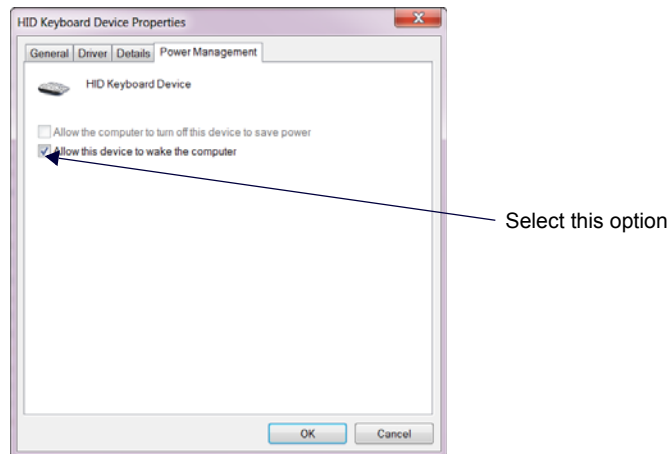 HID Keyboard Device Properties
General Driver Details Power Management
HID Keyboard Device
Allow the computer to turn off this device to save power
Allow this device to wake the computer
Select this option
OK Cancel